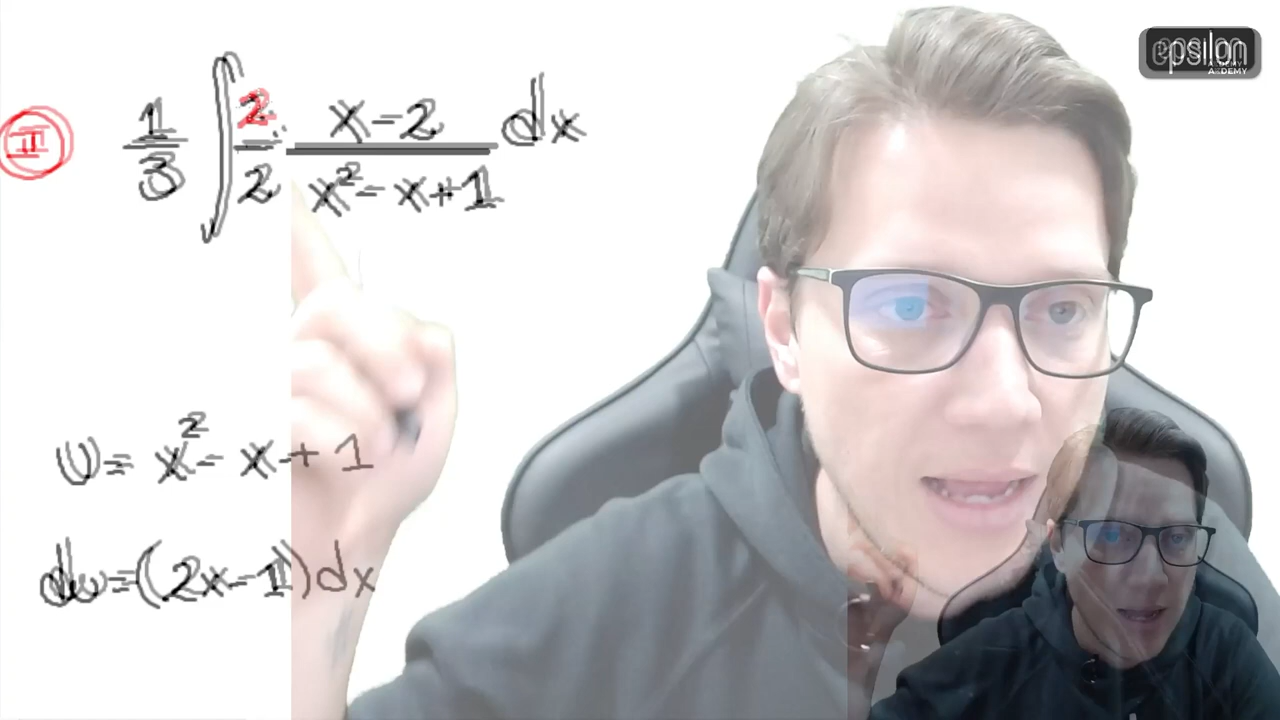 II 1/3 ∫ 2/2 (x-2)/(x²-x+1) dx
u = x² - x + 1
du = (2x-1) dx
epsilon